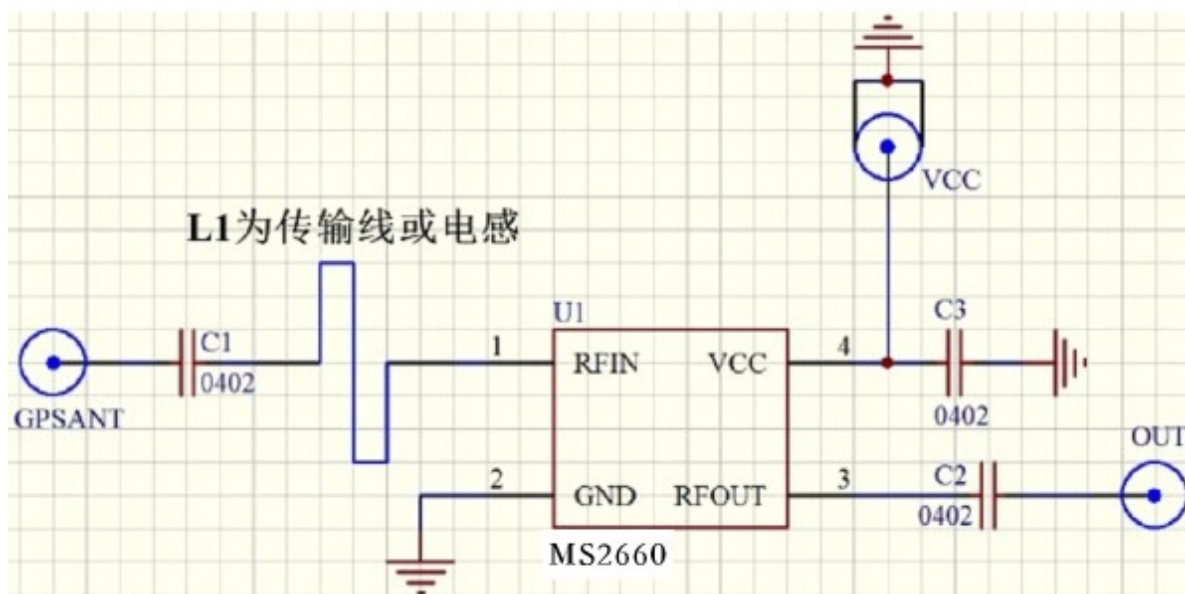 VCC
L1为传输线或电感
GPSANT
C1
0402
1
U1
RFIN
VCC
4
C3
0402
2
GND
RFOUT
3
C2
0402
OUT
MS2660